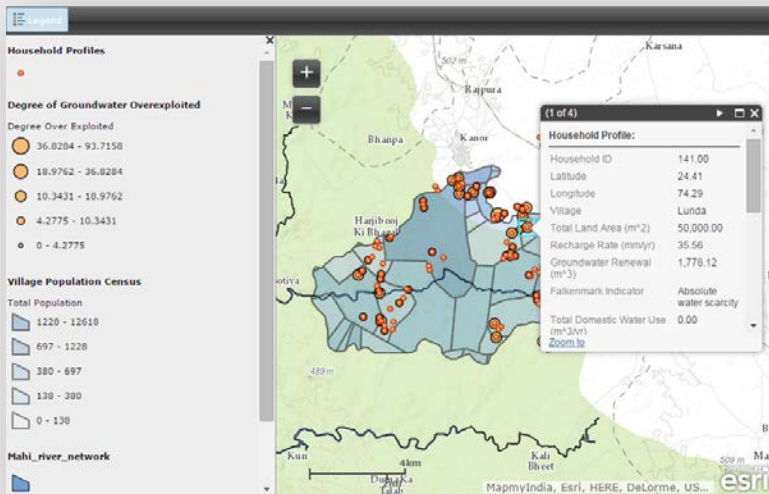 Legend
Household Profiles
Degree of Groundwater Overexploited
Degree Over Exploited
36.8284 - 93.7158
18.9762 - 36.8284
10.3431 - 18.9762
4.2775 - 10.3431
0 - 4.2775
Village Population Census
Total Population
1228 - 12618
697 - 1228
380 - 697
138 - 380
0 - 138
Mahi_river_network
+
−
502 m
Karsana
Rajpura
Bhanpa
Kanor
Harjibooj
Ki Bhagal
489 m
Kun
4km
2mi
Kali
Bheet
Talab
509 m
MapmyIndia, Esri, HERE, DeLorme, US...
esri
(1 of 4)
Household Profile:
Household ID 141.00
Latitude 24.41
Longitude 74.29
Village Lunda
Total Land Area (m^2) 50,000.00
Recharge Rate (mm/yr) 35.56
Groundwater Renewal (m^3) 1,778.12
Falkenmark Indicator Absolute water scarcity
Total Domestic Water Use (m^3/yr) 0.00
Zoom to